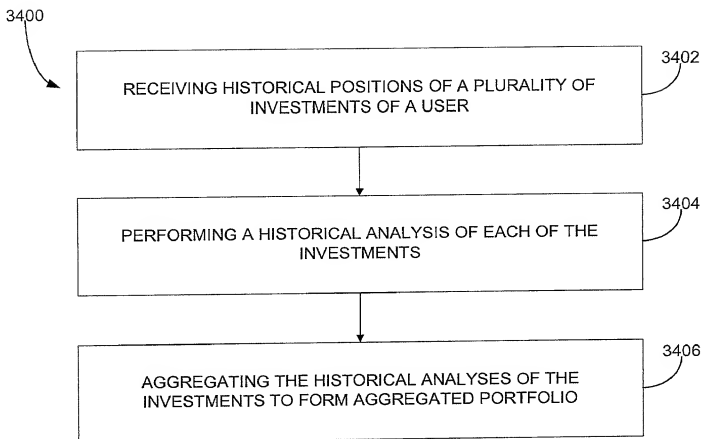 3400
3402
RECEIVING HISTORICAL POSITIONS OF A PLURALITY OF
INVESTMENTS OF A USER
3404
PERFORMING A HISTORICAL ANALYSIS OF EACH OF THE
INVESTMENTS
3406
AGGREGATING THE HISTORICAL ANALYSES OF THE
INVESTMENTS TO FORM AGGREGATED PORTFOLIO